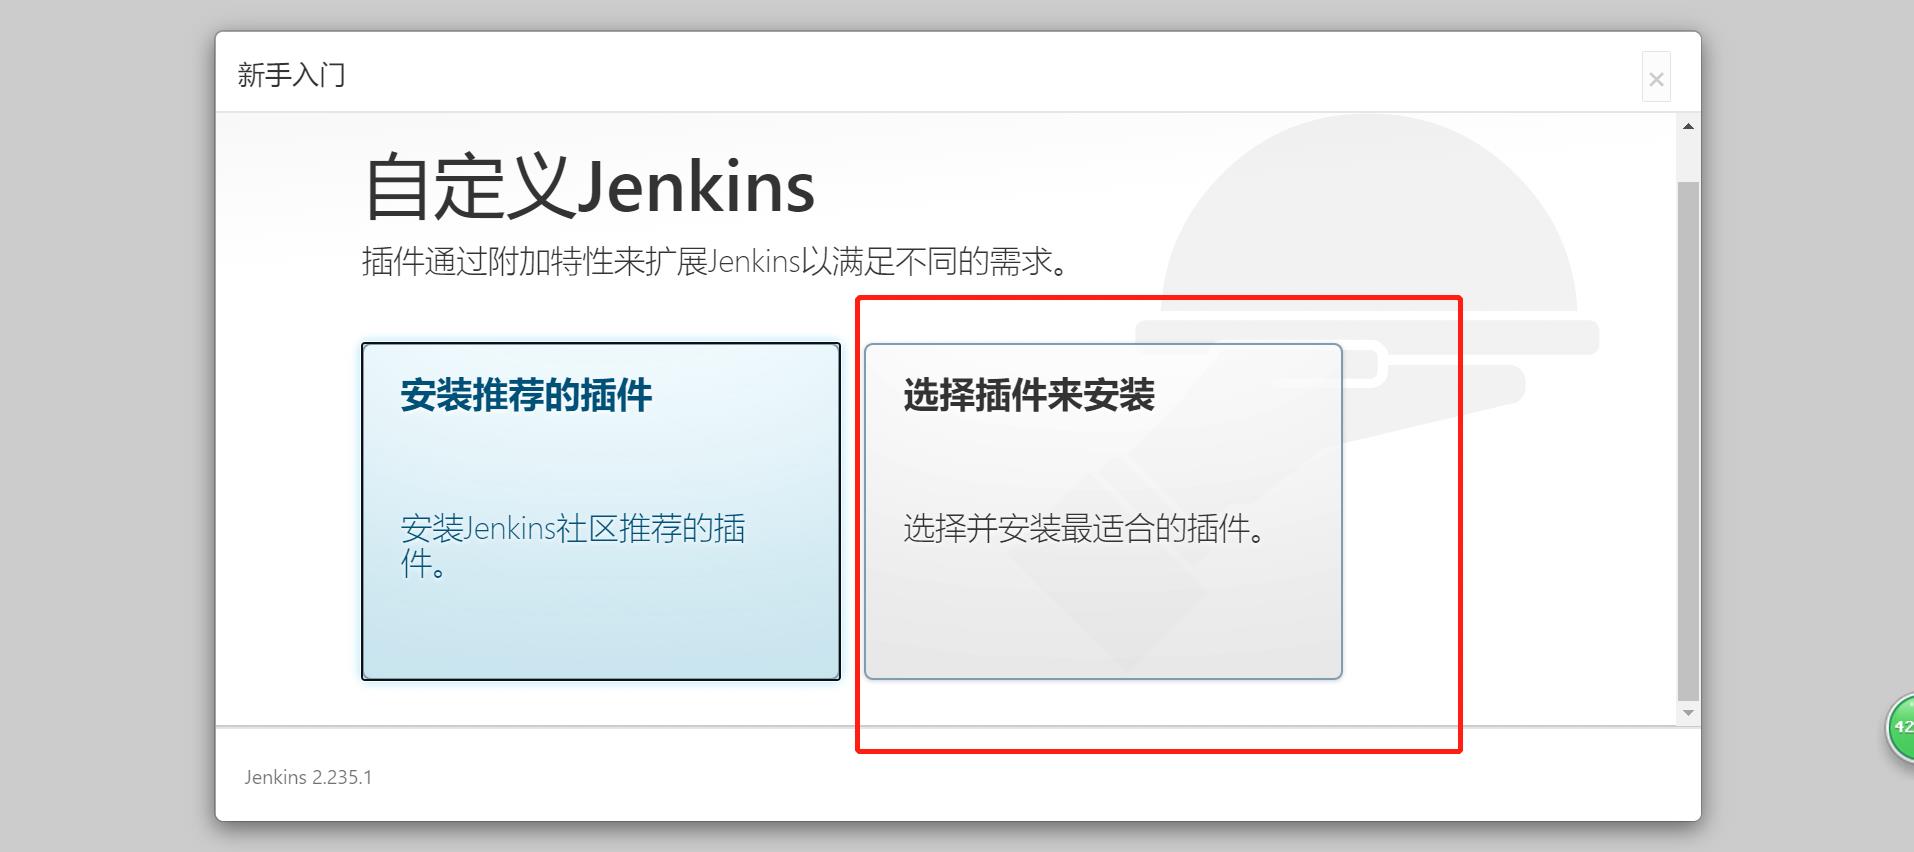 新手入门
×
自定义Jenkins
插件通过附加特性来扩展Jenkins以满足不同的需求。
安装推荐的插件
选择插件来安装
安装Jenkins社区推荐的插
件。
选择并安装最适合的插件。
42
Jenkins 2.235.1